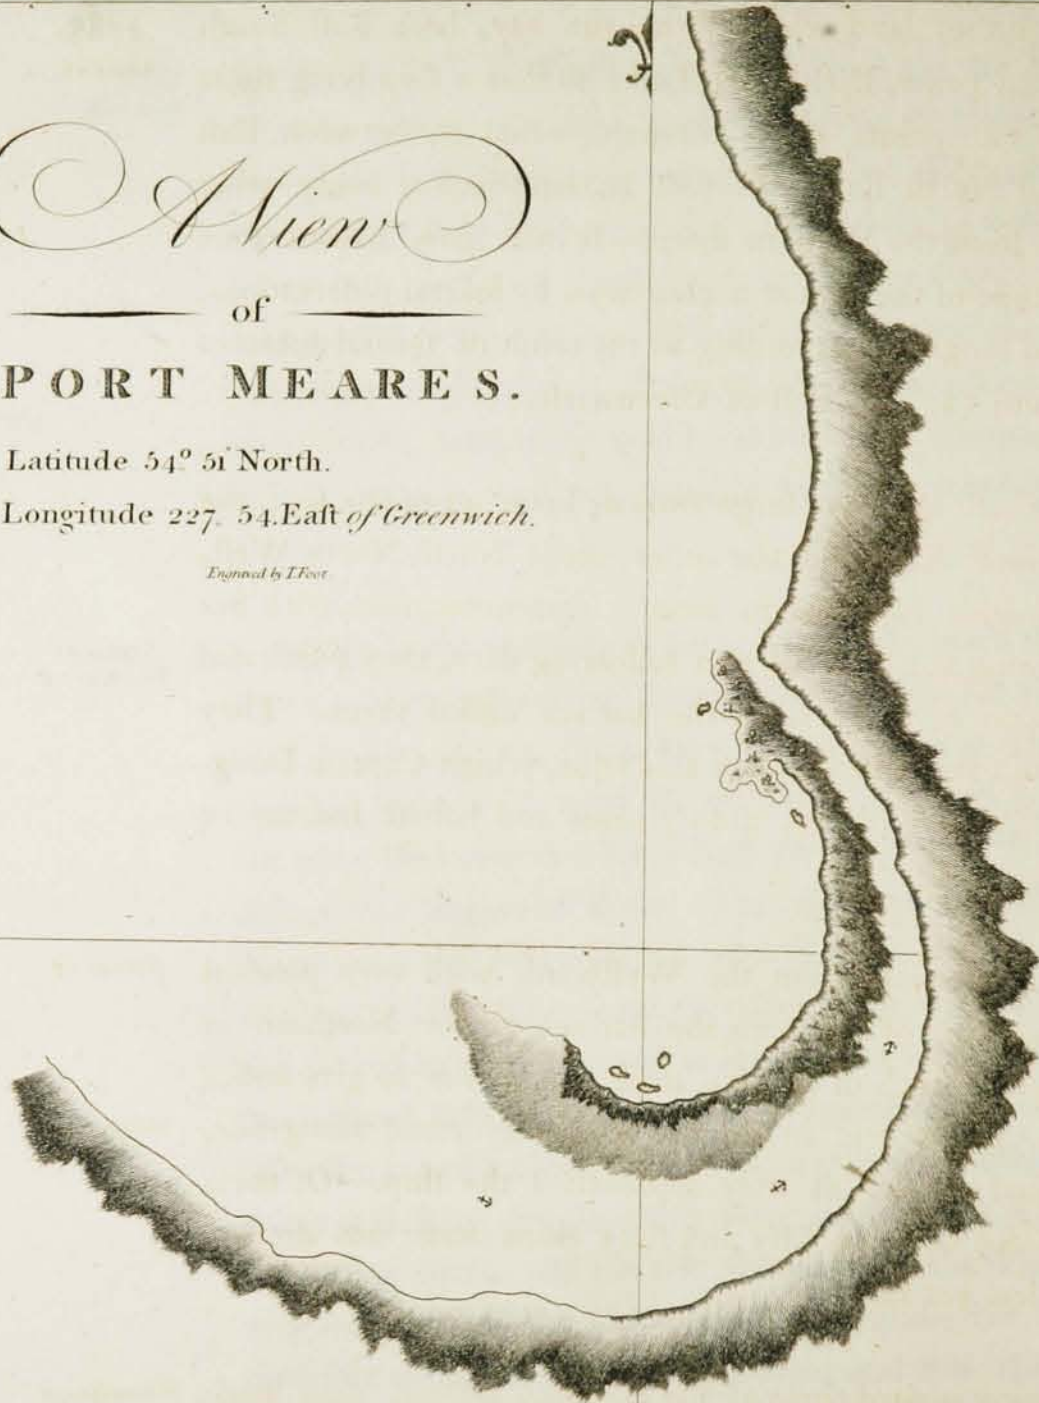 A View
of
PORT MEARES.
Latitude 54° 51' North.
Longitude 227. 54. Eaſt of Greenwich.
Engraved by T. Foot